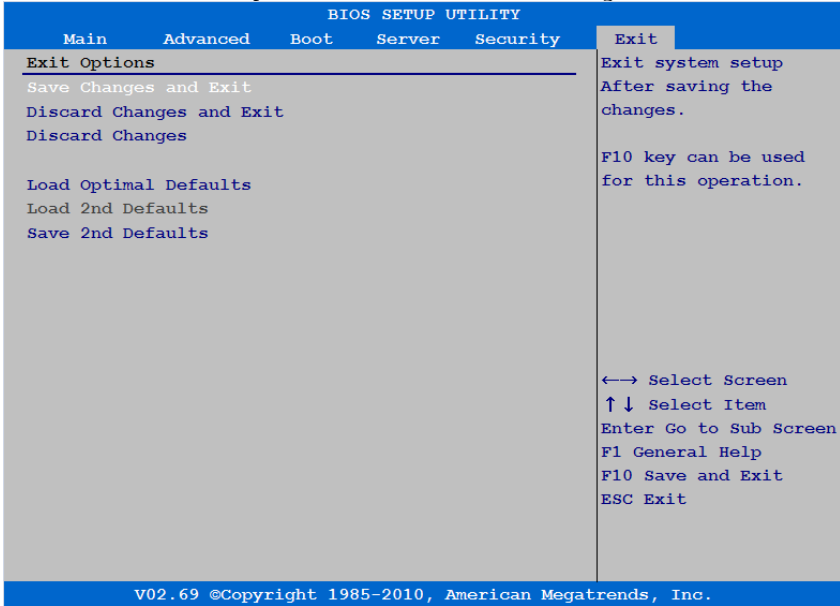 BIOS SETUP UTILITY
Main Advanced Boot Server Security Exit
Exit Options
Save Changes and Exit
Discard Changes and Exit
Discard Changes
Load Optimal Defaults
Load 2nd Defaults
Save 2nd Defaults
Exit system setup
After saving the
changes.
F10 key can be used
for this operation.
←→ Select Screen
↑↓ Select Item
Enter Go to Sub Screen
F1 General Help
F10 Save and Exit
ESC Exit
V02.69 ©Copyright 1985-2010, American Megatrends, Inc.